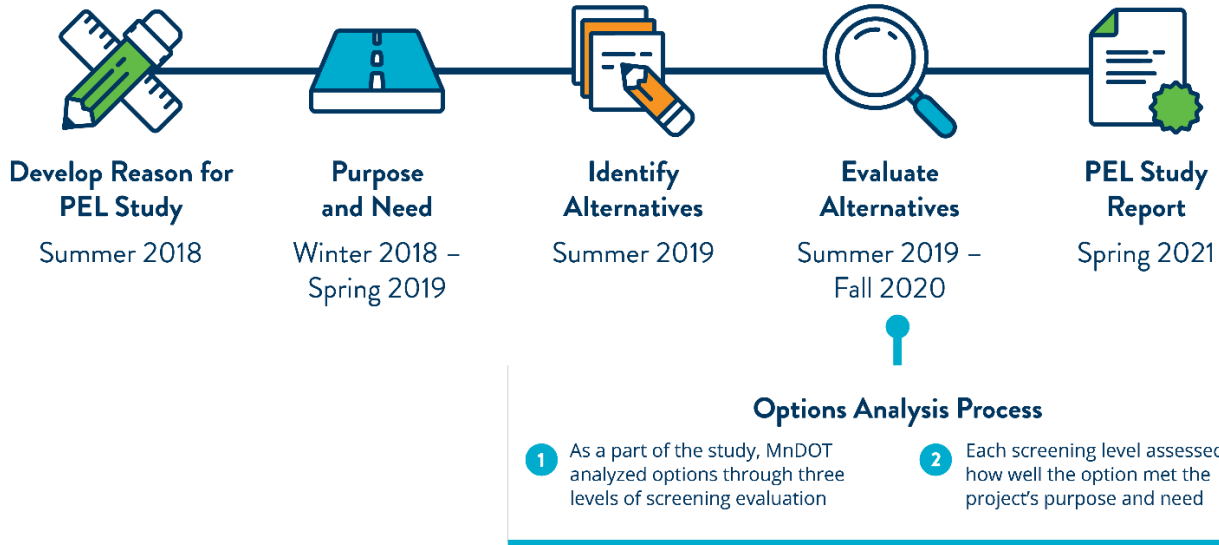 Develop Reason for
PEL Study
Summer 2018
Purpose
and Need
Winter 2018 –
Spring 2019
Identify
Alternatives
Summer 2019
Evaluate
Alternatives
Summer 2019 –
Fall 2020
PEL Study
Report
Spring 2021
Options Analysis Process
1
As a part of the study, MnDOT
analyzed options through three
levels of screening evaluation
2
Each screening level assessed
how well the option met the
project's purpose and need